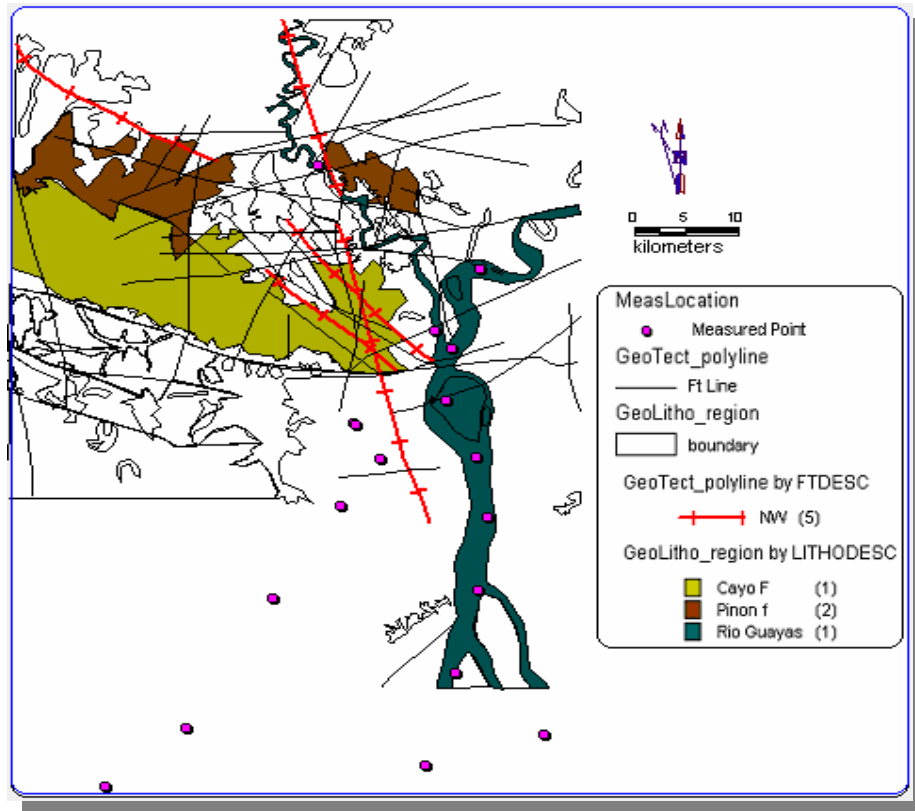 0 5 10
kilometers
MeasLocation
Measured Point
GeoTect_polyline
Ft Line
GeoLitho_region
boundary
GeoTect_polyline by FTDESC
NW (5)
GeoLitho_region by LITHODESC
Cayo F (1)
Pinon f (2)
Rio Guayas (1)